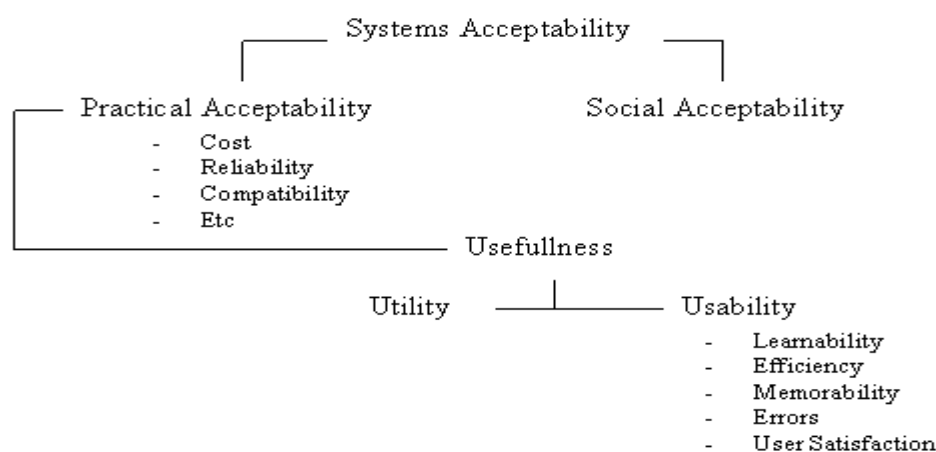 Systems Acceptability
Practical Acceptability
Social Acceptability
- Cost
- Reliability
- Compatibility
- Etc
Usefullness
Utility
Usability
- Learnability
- Efficiency
- Memorability
- Errors
- User Satisfaction